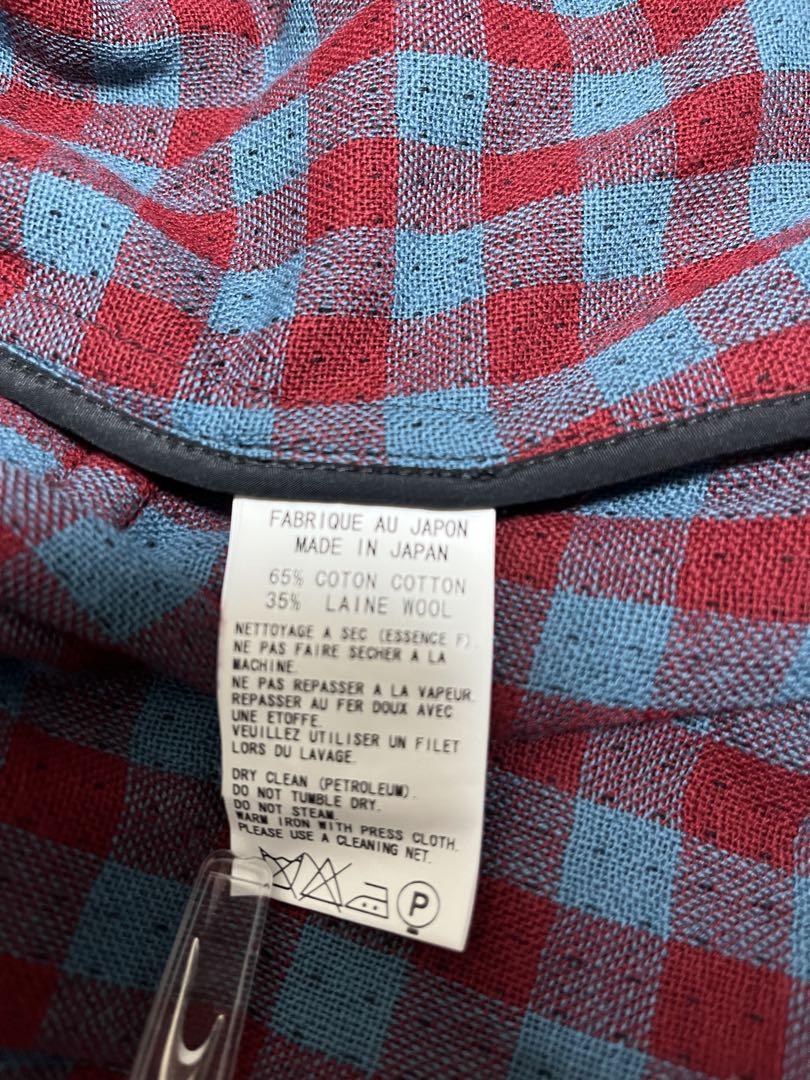 FABRIQUE AU JAPON
MADE IN JAPAN
65% COTON COTTON
35% LAINE WOOL
NETTOYAGE A SEC (ESSENCE F).
NE PAS FAIRE SECHER A LA
MACHINE.
NE PAS REPASSER A LA VAPEUR.
REPASSER AU FER DOUX AVEC
UNE ETOFFE.
VEUILLEZ UTILISER UN FILET
LORS DU LAVAGE.
DRY CLEAN (PETROLEUM).
DO NOT TUMBLE DRY.
DO NOT STEAM.
WARM IRON WITH PRESS CLOTH.
PLEASE USE A CLEANING NET.
P